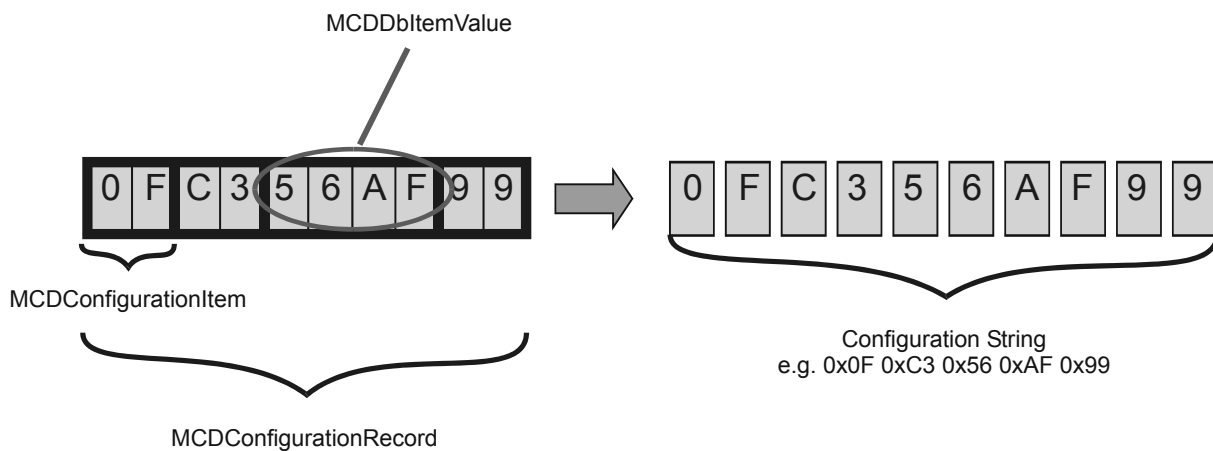 MCDDbItemValue
0 F C 3 5 6 A F 9 9
0 F C 3 5 6 A F 9 9
MCDConfigurationItem
Configuration String
e.g. 0x0F 0xC3 0x56 0xAF 0x99
MCDConfigurationRecord